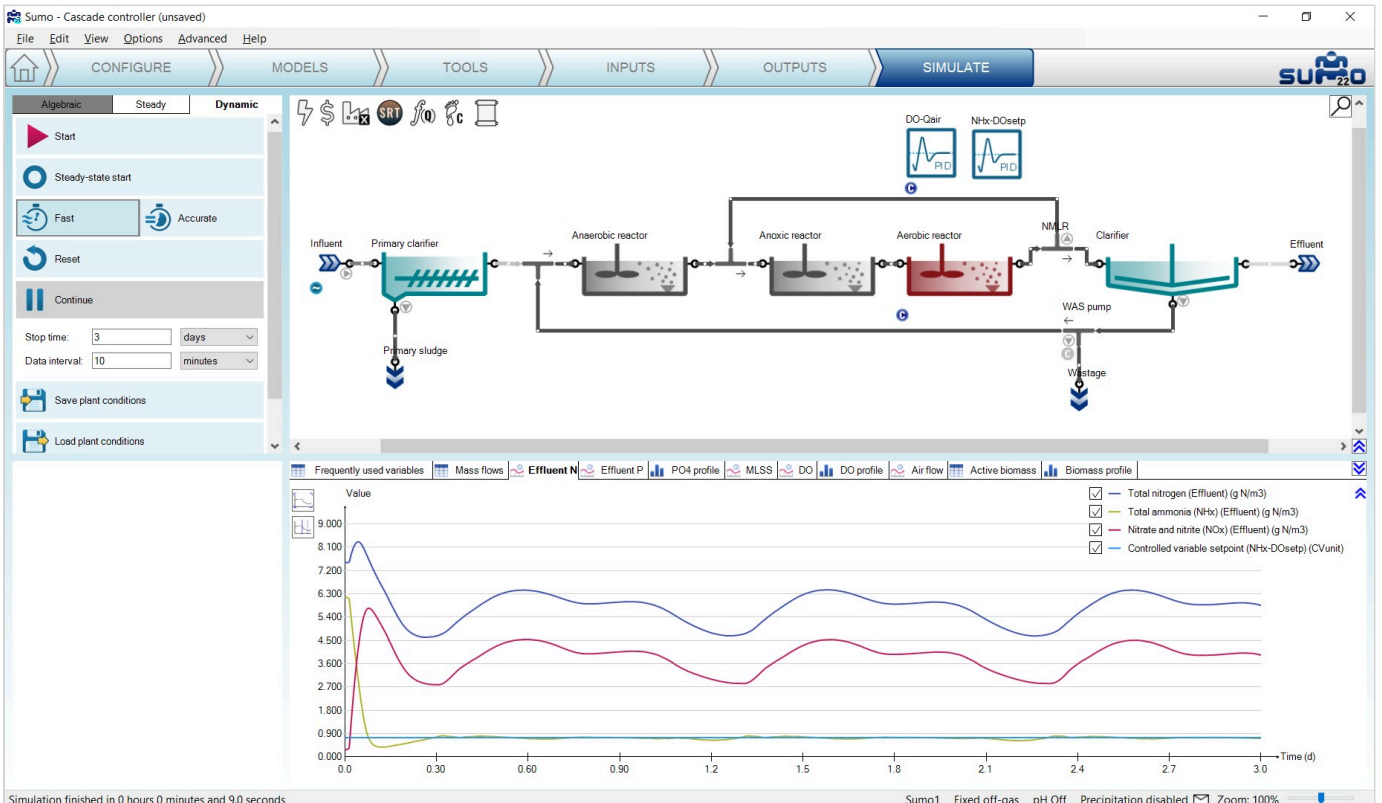 Sumo - Cascade controller (unsaved)
File Edit View Options Advanced Help
CONFIGURE MODELS TOOLS INPUTS OUTPUTS SIMULATE
SUMO 22
Algebraic Steady Dynamic
Start
Steady-state start
Fast Accurate
Reset
Continue
Stop time: 3 days
Data interval: 10 minutes
Save plant conditions
Load plant conditions
$ X SRT f(Q) C
DO-Qair NHx-DOsetp
PID PID
C
Influent Primary clarifier Anaerobic reactor Anoxic reactor Aerobic reactor NMLR Clarifier Effluent
C
WAS pump
C
Primary sludge
Wastage
Frequently used variables Mass flows Effluent N Effluent P PO4 profile MLSS DO DO profile Air flow Active biomass Biomass profile
Value
Total nitrogen (Effluent) (g N/m3)
Total ammonia (NHx) (Effluent) (g N/m3)
Nitrate and nitrite (NOx) (Effluent) (g N/m3)
Controlled variable setpoint (NHx-DOsetp) (CVunit)
9.000
8.100
7.200
6.300
5.400
4.500
3.600
2.700
1.800
0.900
0.000
0.0 0.30 0.60 0.90 1.2 1.5 1.8 2.1 2.4 2.7 3.0
Time (d)
Simulation finished in 0 hours 0 minutes and 9.0 seconds
Sumo1 Fixed off-gas pH Off Precipitation disabled Zoom: 100%